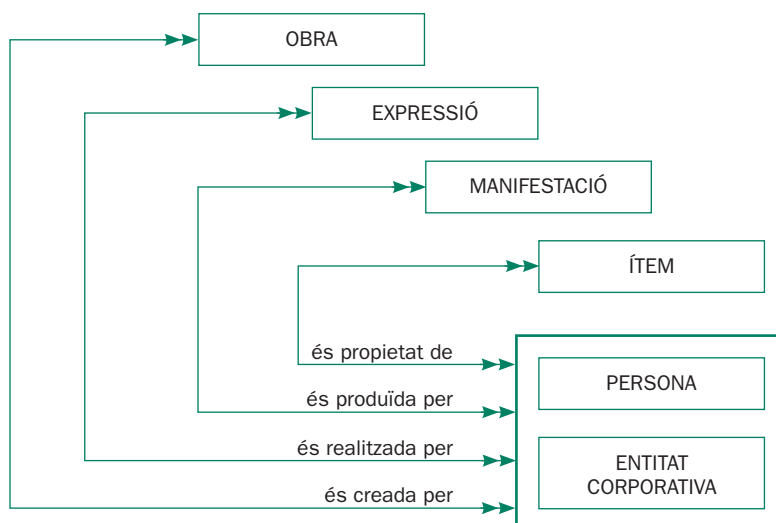 OBRA
EXPRESSIÓ
MANIFESTACIÓ
ÍTEM
és propietat de
PERSONA
és produïda per
és realitzada per
ENTITAT
CORPORATIVA
és creada per